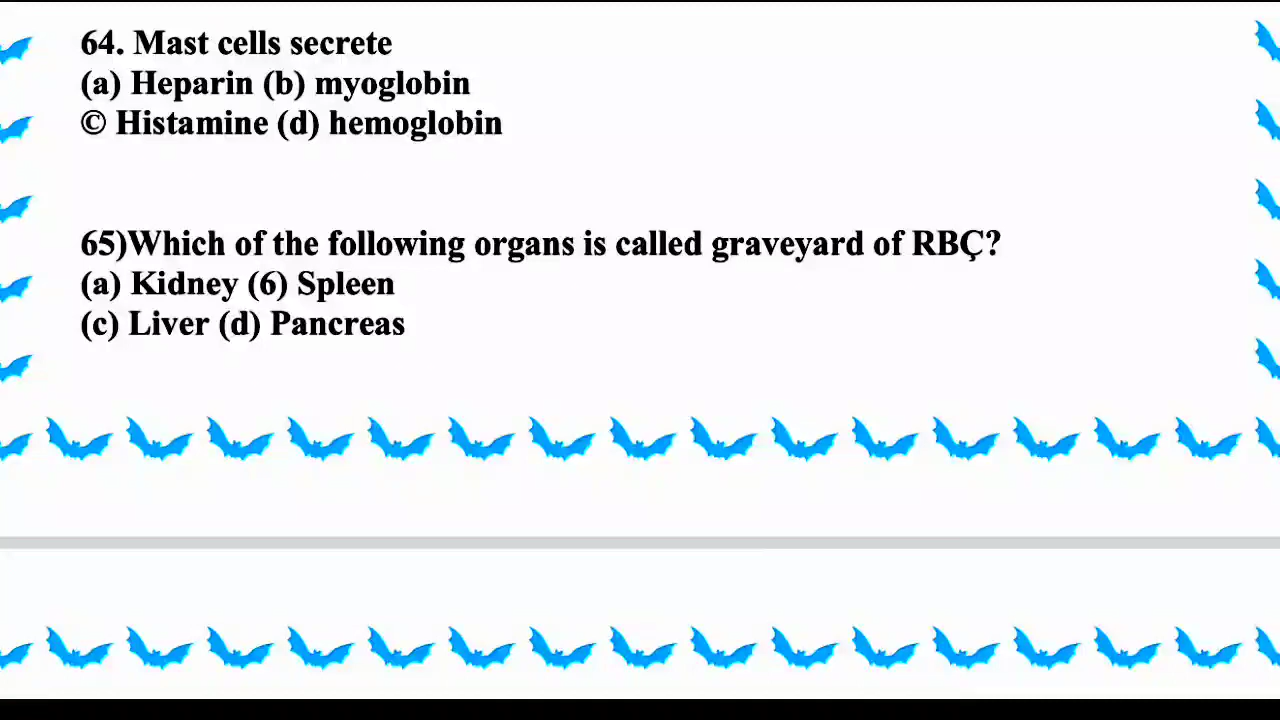 64. Mast cells secrete
(a) Heparin (b) myoglobin
© Histamine (d) hemoglobin
65)Which of the following organs is called graveyard of RBÇ?
(a) Kidney (6) Spleen
(c) Liver (d) Pancreas